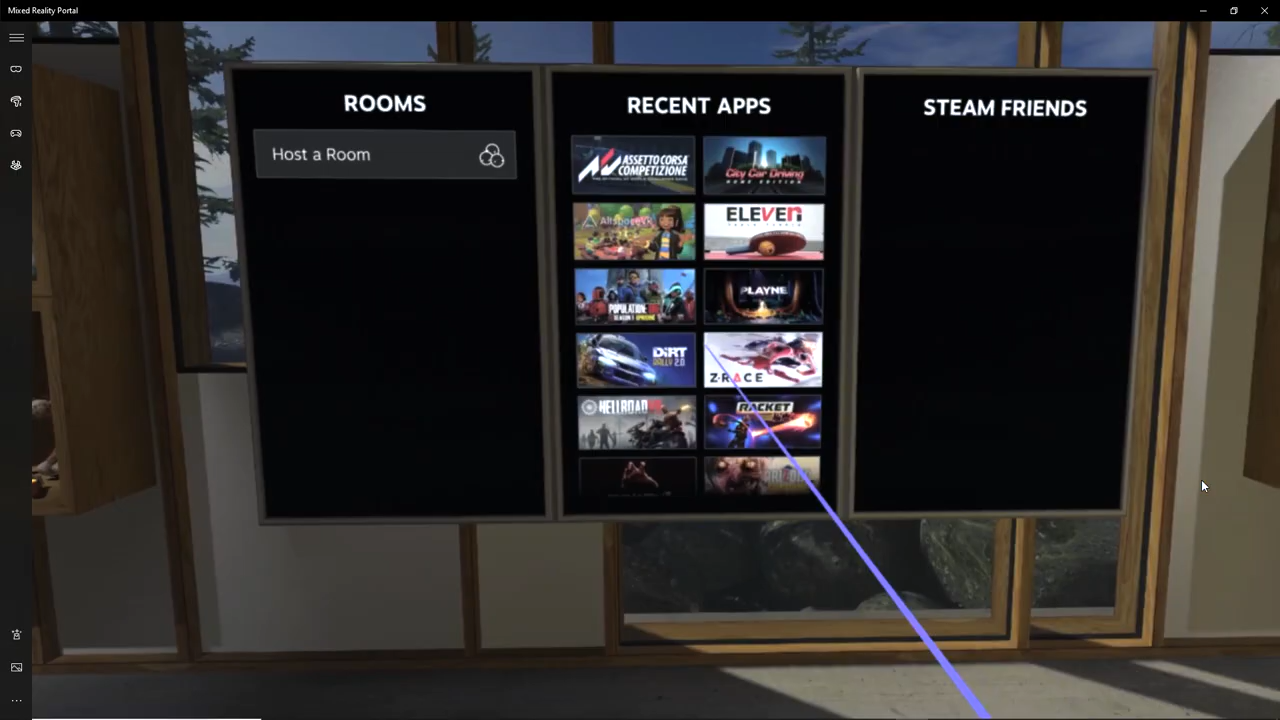 Mixed Reality Portal
ROOMS
Host a Room
RECENT APPS
ASSETTO CORSA
COMPETIZIONE
City Car Driving
HOME EDITION
AltspaceVR
ELEVEN
TABLE TENNIS
POPULATION
PLAYNE
DiRT
RALLY 2.0
Z-RACE
HELLROAD
RACKET
STEAM FRIENDS